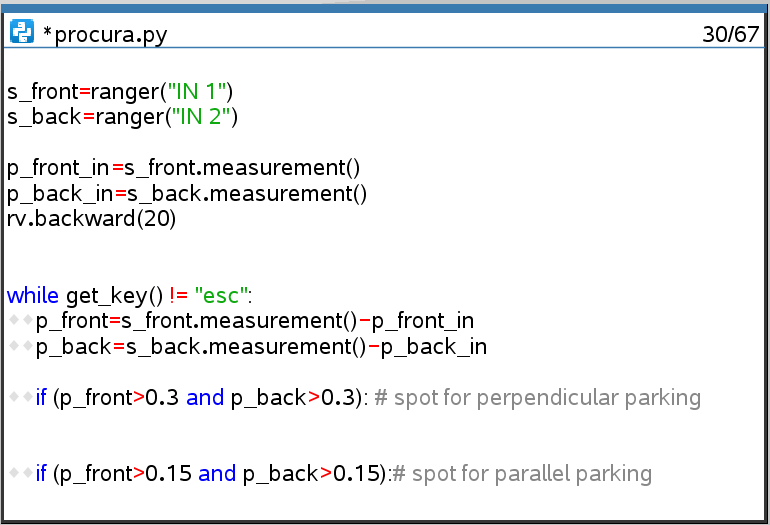 *procura.py 30/67
s_front=ranger("IN 1")
s_back=ranger("IN 2")
p_front_in=s_front.measurement()
p_back_in=s_back.measurement()
rv.backward(20)
while get_key() != "esc":
p_front=s_front.measurement()-p_front_in
p_back=s_back.measurement()-p_back_in
if (p_front>0.3 and p_back>0.3): # spot for perpendicular parking
if (p_front>0.15 and p_back>0.15):# spot for parallel parking